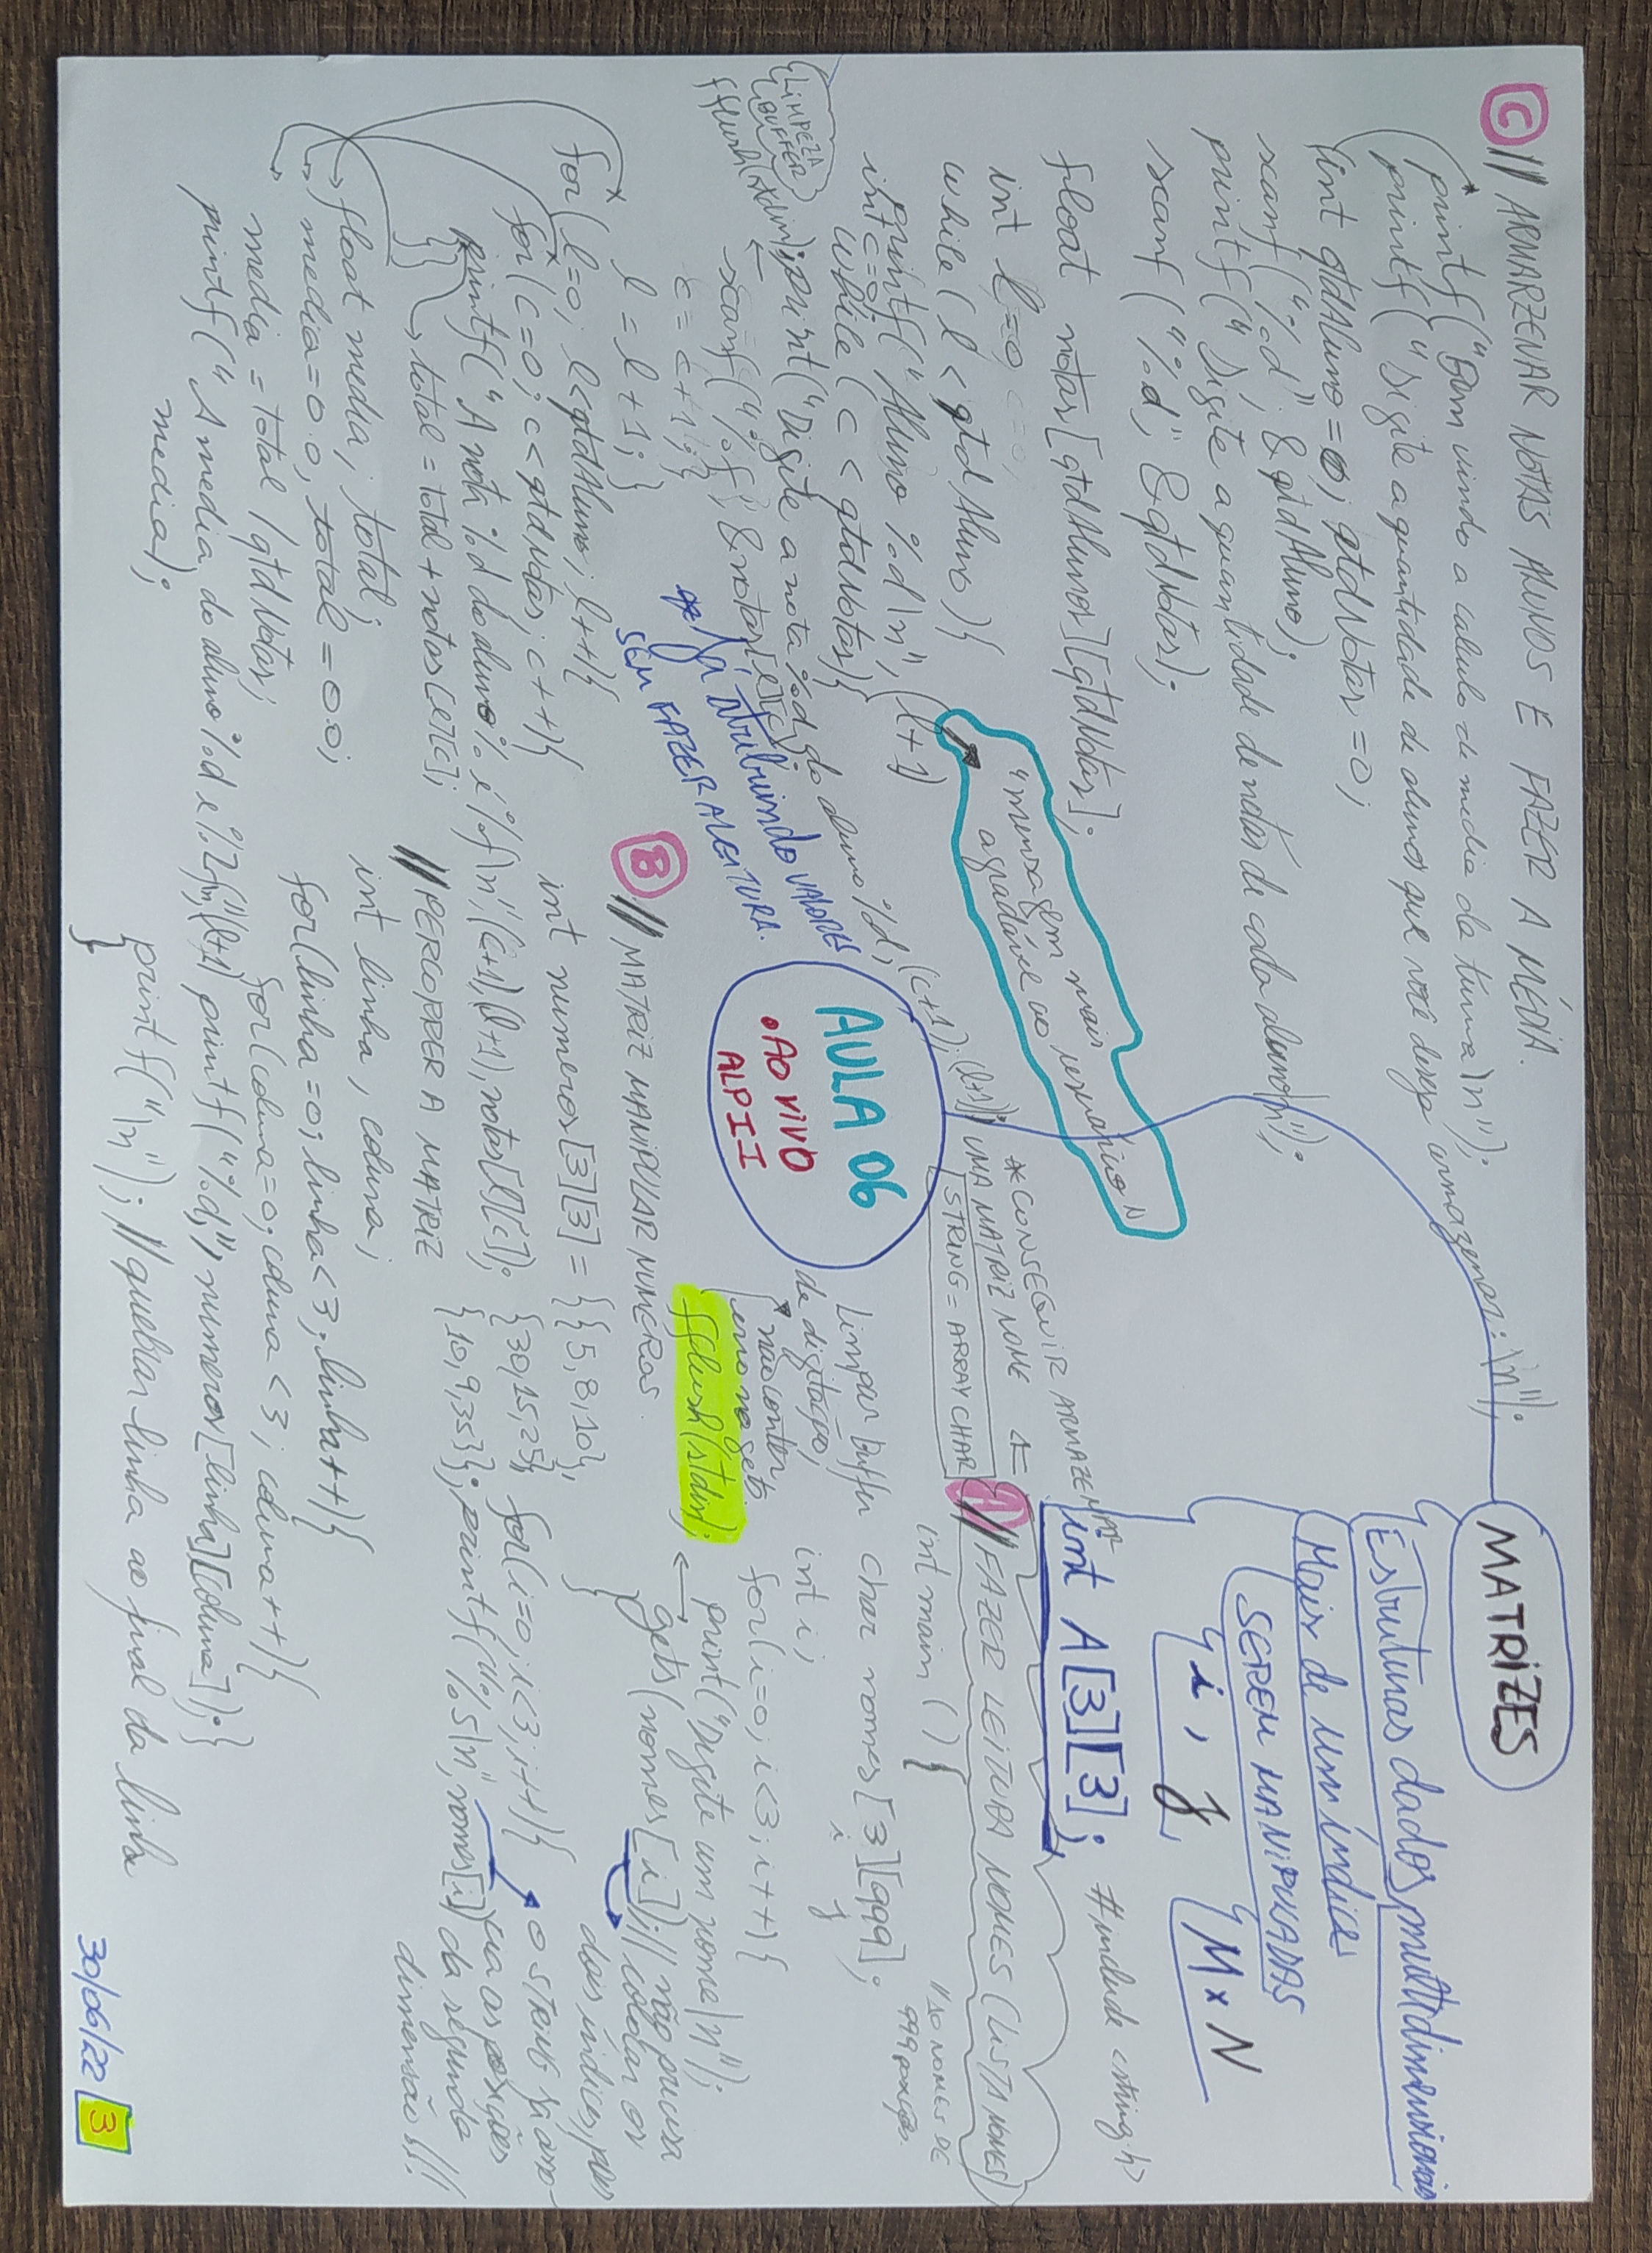 MATRIZES
Estruturas dados multidimensionais
Mais de um índice
SEREM MANIPULADAS
i, j M x N
int A[3][3];
#include <string.h>
A // FAZER LEITURA NOMES (LISTA NOMES)
* CONSEGUIR ARMAZENAR
UMA MATRIZ NOME
STRING = ARRAY CHAR
int main () {
// 10 NOMES DE
999 posições
char nomes [3][999];
i j
int i;
for(i=0; i<3; i++){
print("Digite um nome\n");
gets(nomes[i]); // não precisa
colocar os
dois índices, pois
o STRING já asso-
cia as posições
da segunda
dimensão !!!
}
for(i=0; i<3; i++){
printf("%s\n", nomes[i])
Limpar Buffer
de digitação,
não conter
erro no gets.
fflush(stdin);
AULA 06
• AO VIVO
ALPII
B // MATRIZ MANIPULAR NUMEROS
int numeros[3][3] = {{5,8,10},
{30,15,25},
{10,9,35}};
// PERCORRER A MATRIZ
int linha, coluna;
for(linha=0; linha<3; linha++){
for(coluna=0; coluna<3; coluna++){
printf("%d,", numeros[linha][coluna]);}
printf("\n"); // quebrar linha ao final da linha
}
C // ARMARZENAR NOTAS ALUNOS E FAZER A MÉDIA.
printf("Bem vindo a calculo de media da turma\n");
printf("Digite a quantidade de alunos que você deseja armazenar: \n");
int qtdAluno = 0; qtdNotas = 0;
scanf("%d", &qtdAluno);
printf("Digite a quantidade de notas de cada aluno\n");
scanf("%d", &qtdNotas);
float notas[qtdAlunos][qtdNotas];
int l=0, c=0;
while (l < qtdAluno){
printf("Aluno %d\n", (l+1)
"mensagem mais
agradável ao usuário"
int c=0;
while (c < qtdNotas){
print("Digite a nota %d do aluno %d, (c+1); (l+1));
LIMPEZA
BUFFER
fflush(stdin);
scanf("%f", &notas[l][c]);
c = c+1;}
l = l+1;}
* Já atribuindo VALORES
SEM FAZER A LEITURA.
for(l=0; l<qtdAluno; l++){
for(c=0; c<qtdNotas; c++){
printf("A nota %d do aluno % é %f\n", (c+1), (l+1), notas[l][c]);
}} total = total + notas[l][c];
float media; total;
media = 0.0, total = 0.0;
media = total / qtdNotas;
printf("A media do aluno %d é %2f\n", (l+1)
media);
30/06/22 3